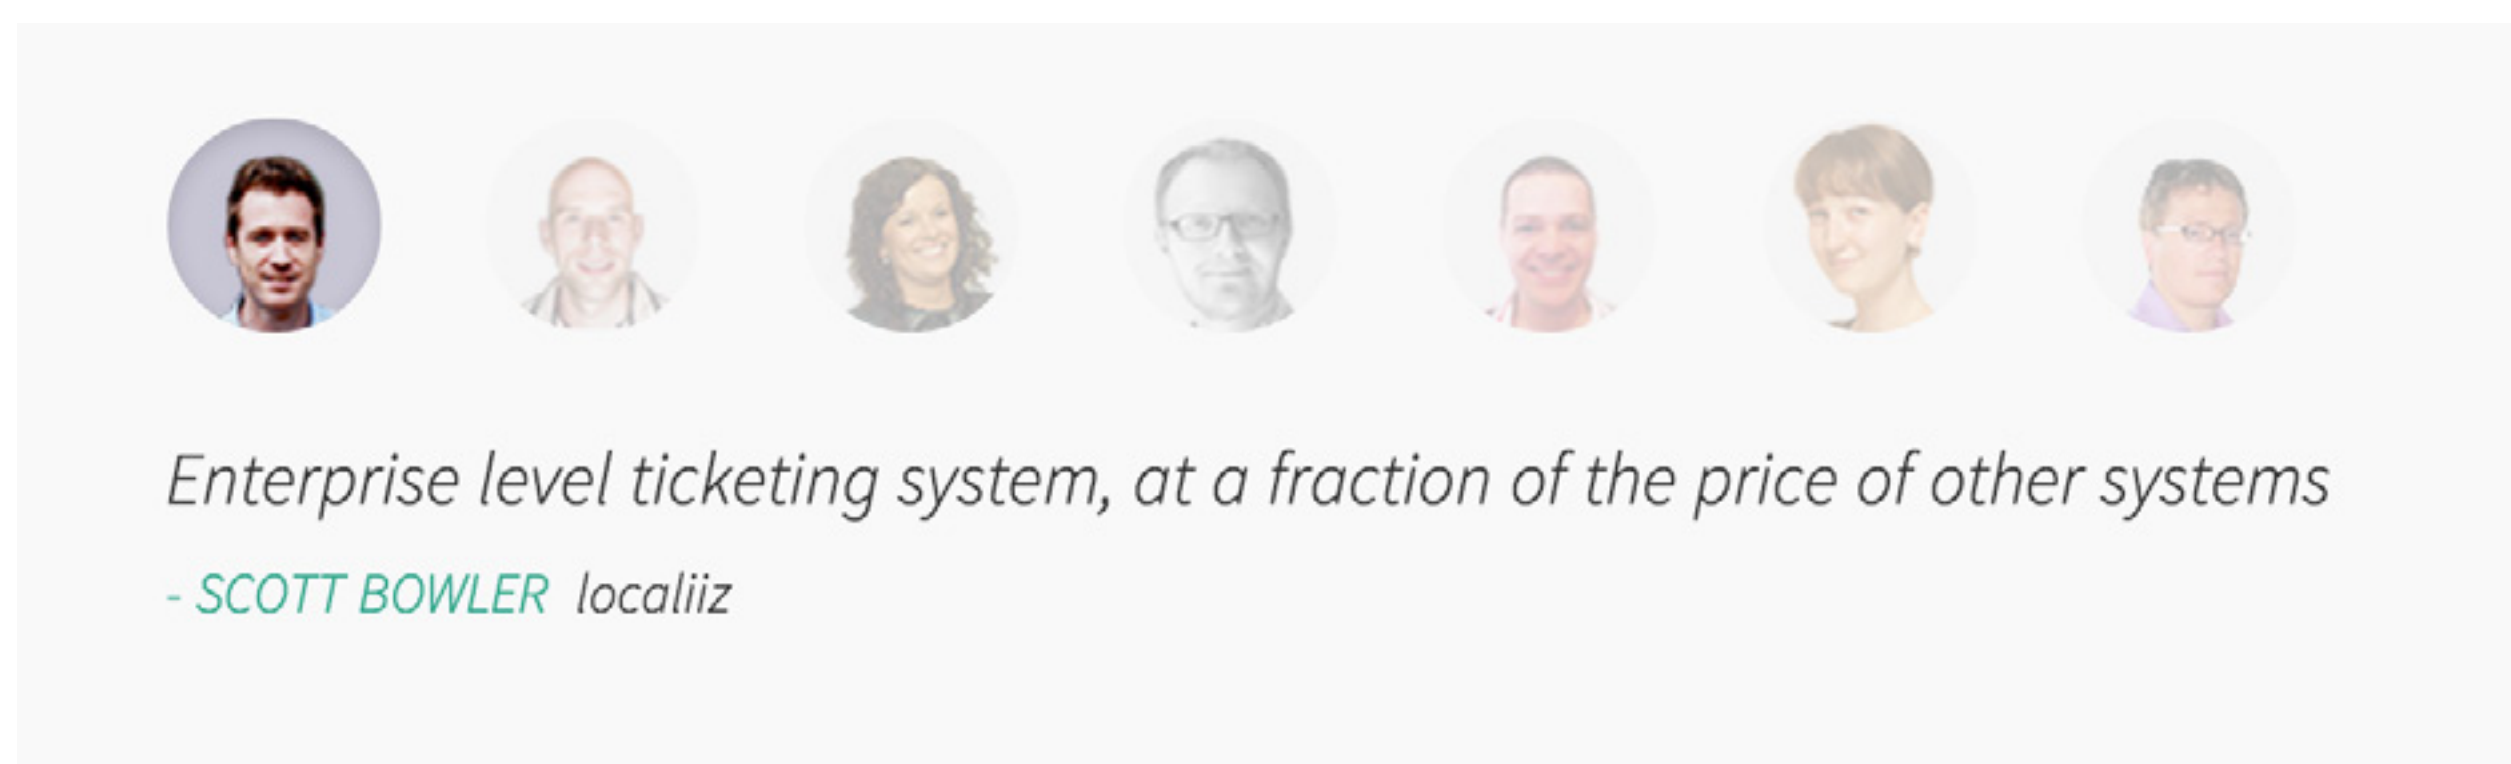 Enterprise level ticketing system, at a fraction of the price of other systems
- SCOTT BOWLER localiiz